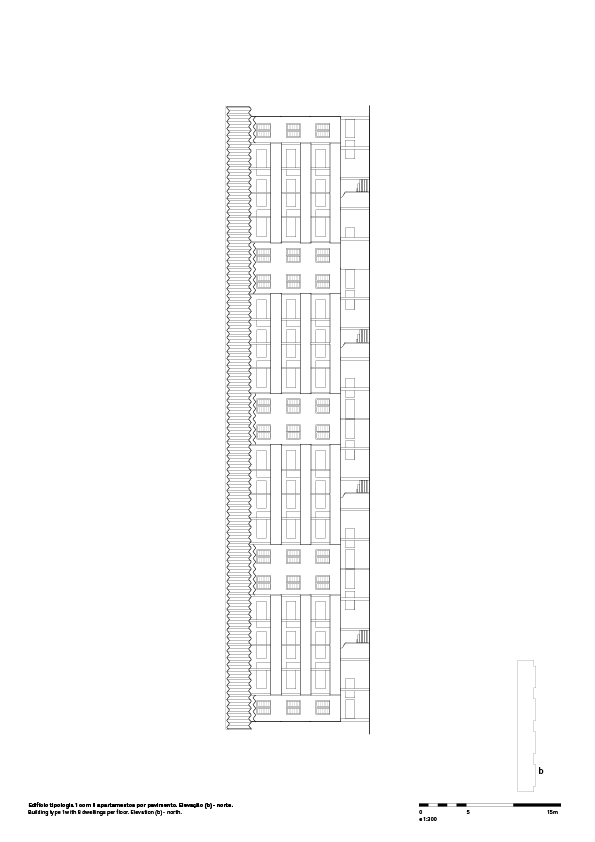 b
Edifício tipologia 1 com 8 apartamentos por pavimento. Elevação (b) - norte.
Building type 1 with 8 dwellings per floor. Elevation (b) - north.
0 5 15m
e 1:300